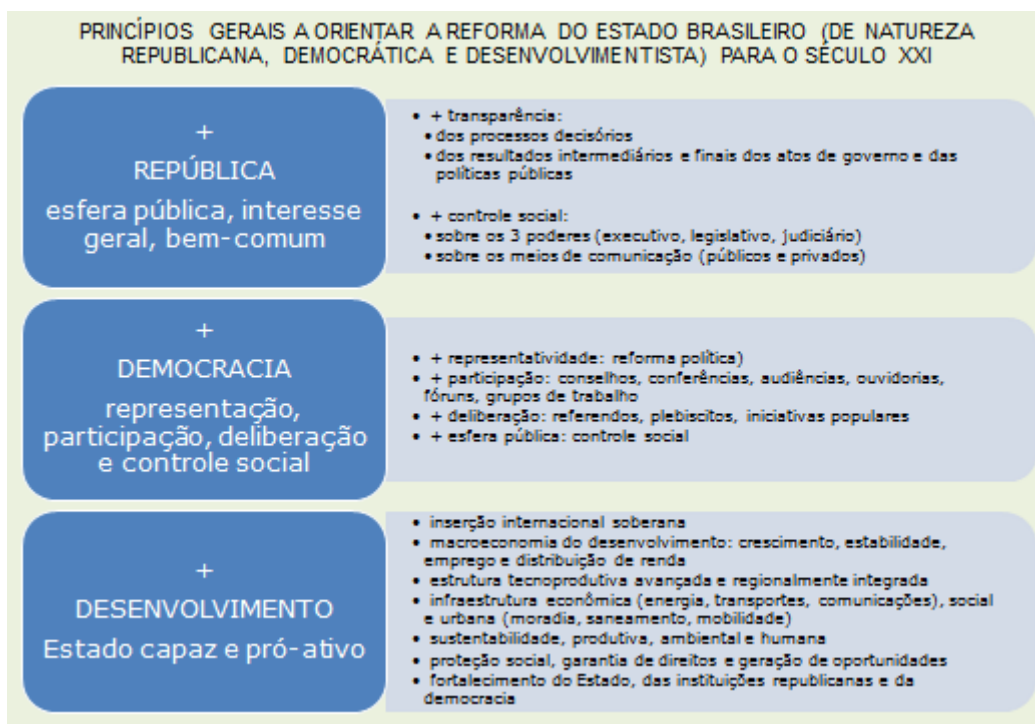 PRINCÍPIOS GERAIS A ORIENTAR A REFORMA DO ESTADO BRASILEIRO (DE NATUREZA
REPUBLICANA, DEMOCRÁTICA E DESENVOLVIMENTISTA) PARA O SÉCULO XXI
+
REPÚBLICA
esfera pública, interesse
geral, bem-comum
• + transparência:
• dos processos decisórios
• dos resultados intermediários e finais dos atos de governo e das
políticas públicas
• + controle social:
• sobre os 3 poderes (executivo, legislativo, judiciário)
• sobre os meios de comunicação (públicos e privados)
+
DEMOCRACIA
representação,
participação, deliberação
e controle social
• + representatividade: reforma política)
• + participação: conselhos, conferências, audiências, ouvidorias,
fóruns, grupos de trabalho
• + deliberação: referendos, plebiscitos, iniciativas populares
• + esfera pública: controle social
+
DESENVOLVIMENTO
Estado capaz e pró-ativo
• inserção internacional soberana
• macroeconomia do desenvolvimento: crescimento, estabilidade,
emprego e distribuição de renda
• estrutura tecnoprodutiva avançada e regionalmente integrada
• infraestrutura econômica (energia, transportes, comunicações), social
e urbana (moradia, saneamento, mobilidade)
• sustentabilidade, produtiva, ambiental e humana
• proteção social, garantia de direitos e geração de oportunidades
• fortalecimento do Estado, das instituições republicanas e da
democracia